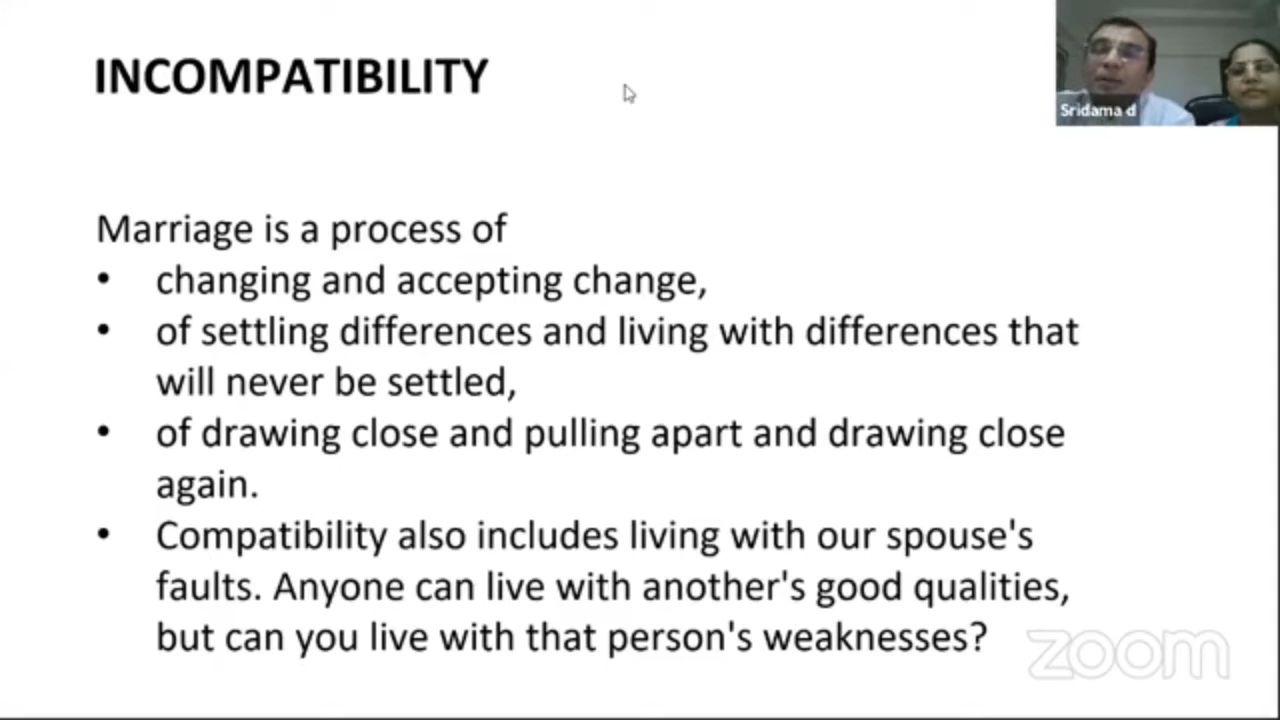 INCOMPATIBILITY
Sridama d
Marriage is a process of
• changing and accepting change,
• of settling differences and living with differences that
will never be settled,
• of drawing close and pulling apart and drawing close
again.
• Compatibility also includes living with our spouse's
faults. Anyone can live with another's good qualities,
but can you live with that person's weaknesses?
zoom